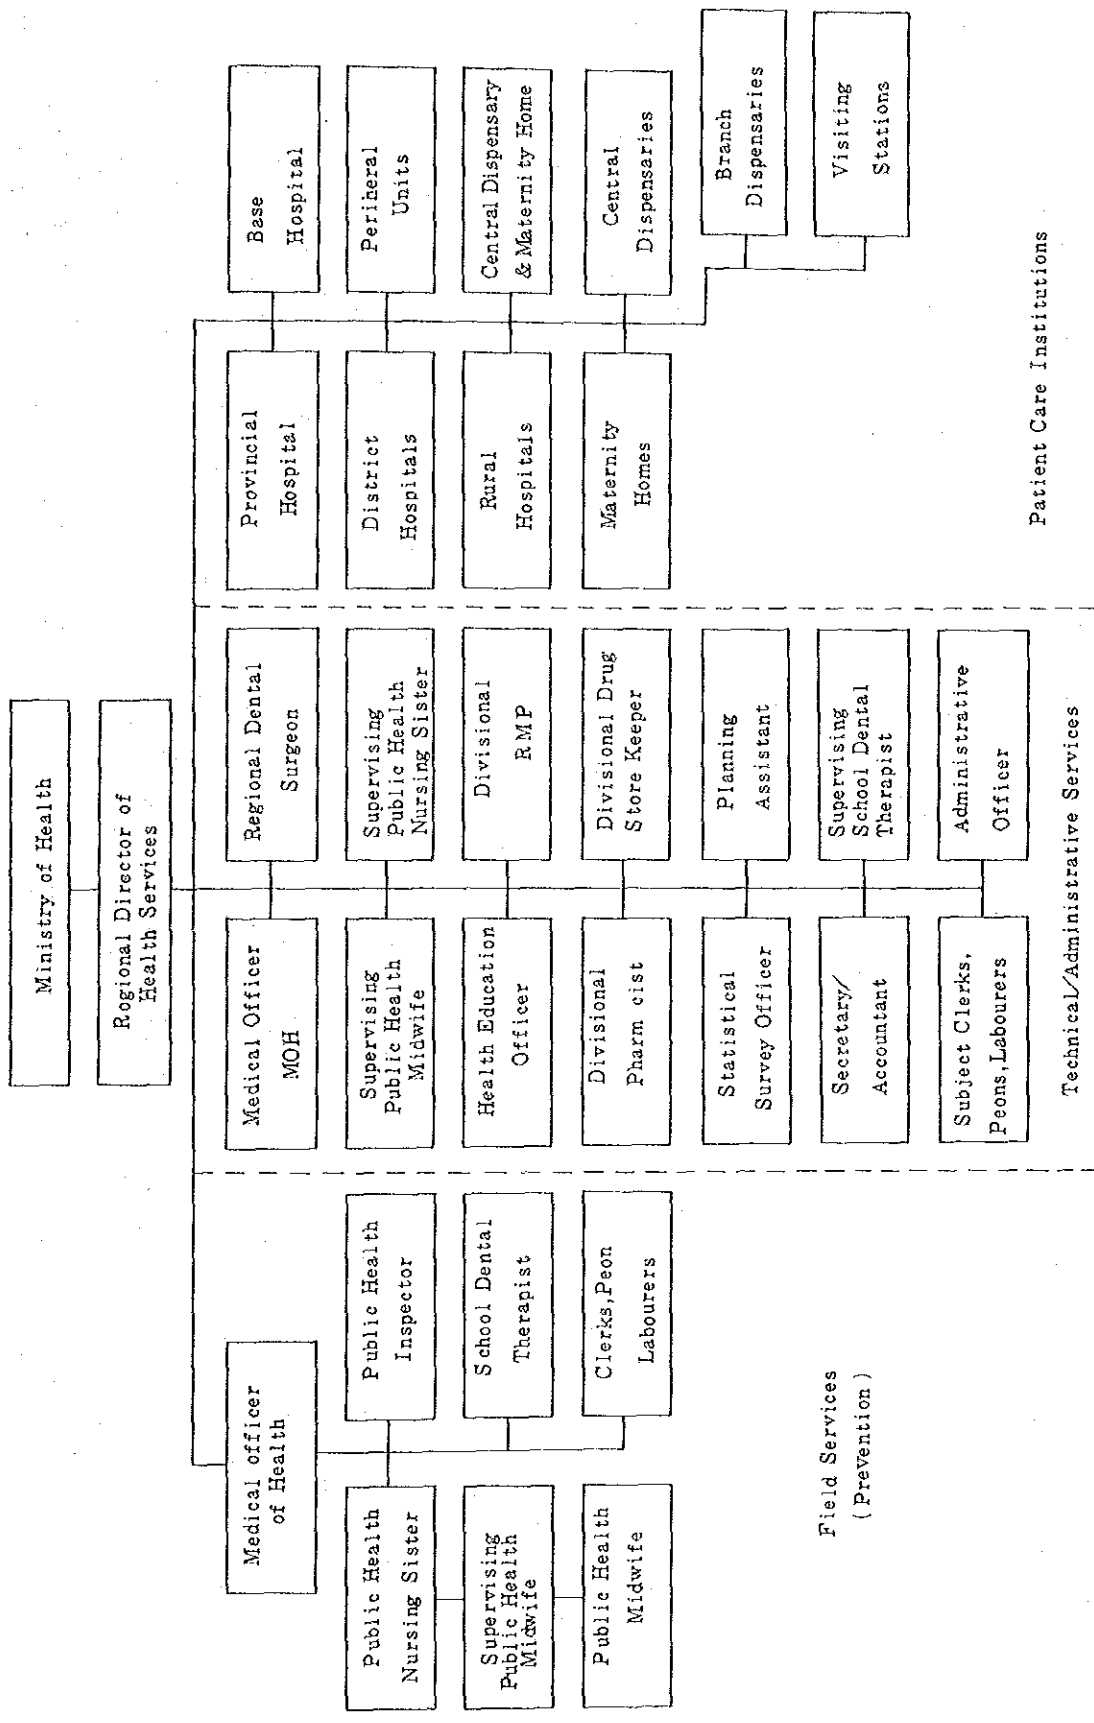 Ministry of Health
Rogional Director of
Health Services
Medical officer
of Health
Public Health
Nursing Sister
Public Health
Inspector
Supervising
Public Health
Midwife
School Dental
Therapist
Public Health
Midwife
Clerks,Peon
Labourers
Field Services
(Prevention)
Medical Officer
MOH
Regional Dental
Surgeon
Supervising
Public Health
Midwife
Supervising
Public Health
Nursing Sister
Health Education
Officer
Divisional
RMP
Divisional
Pharm cist
Divisional Drug
Store Keeper
Statistical
Survey Officer
Planning
Assistant
Secretary/
Accountant
Supervising
School Dental
Therapist
Subject Clerks,
Peons,Labourers
Administrative
Officer
Technical/Administrative Services
Provincial
Hospital
Base
Hospital
District
Hospitals
Periheral
Units
Rural
Hospitals
Central Dispensary
& Maternity Home
Maternity
Homes
Central
Dispensaries
Branch
Dispensaries
Visiting
Stations
Patient Care Institutions